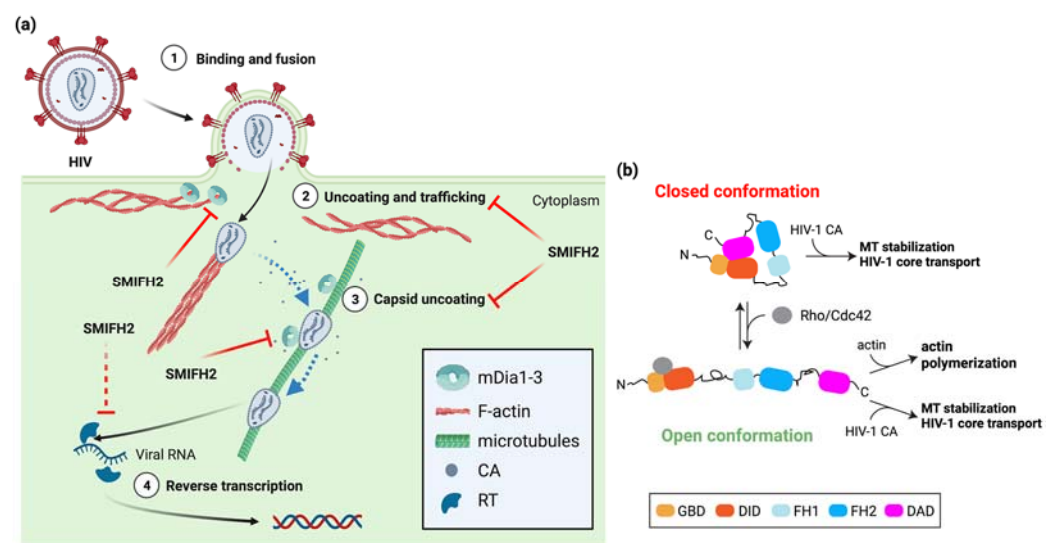 (a)
1 Binding and fusion
HIV
2 Uncoating and trafficking
Cytoplasm
SMIFH2
SMIFH2
3 Capsid uncoating
SMIFH2
SMIFH2
Viral RNA
4 Reverse transcription
mDia1-3
F-actin
microtubules
CA
RT
(b)
Closed conformation
C
N
HIV-1 CA
MT stabilization
HIV-1 core transport
Rho/Cdc42
N
C
actin
actin
polymerization
HIV-1 CA
MT stabilization
HIV-1 core transport
Open conformation
GBD DID FH1 FH2 DAD